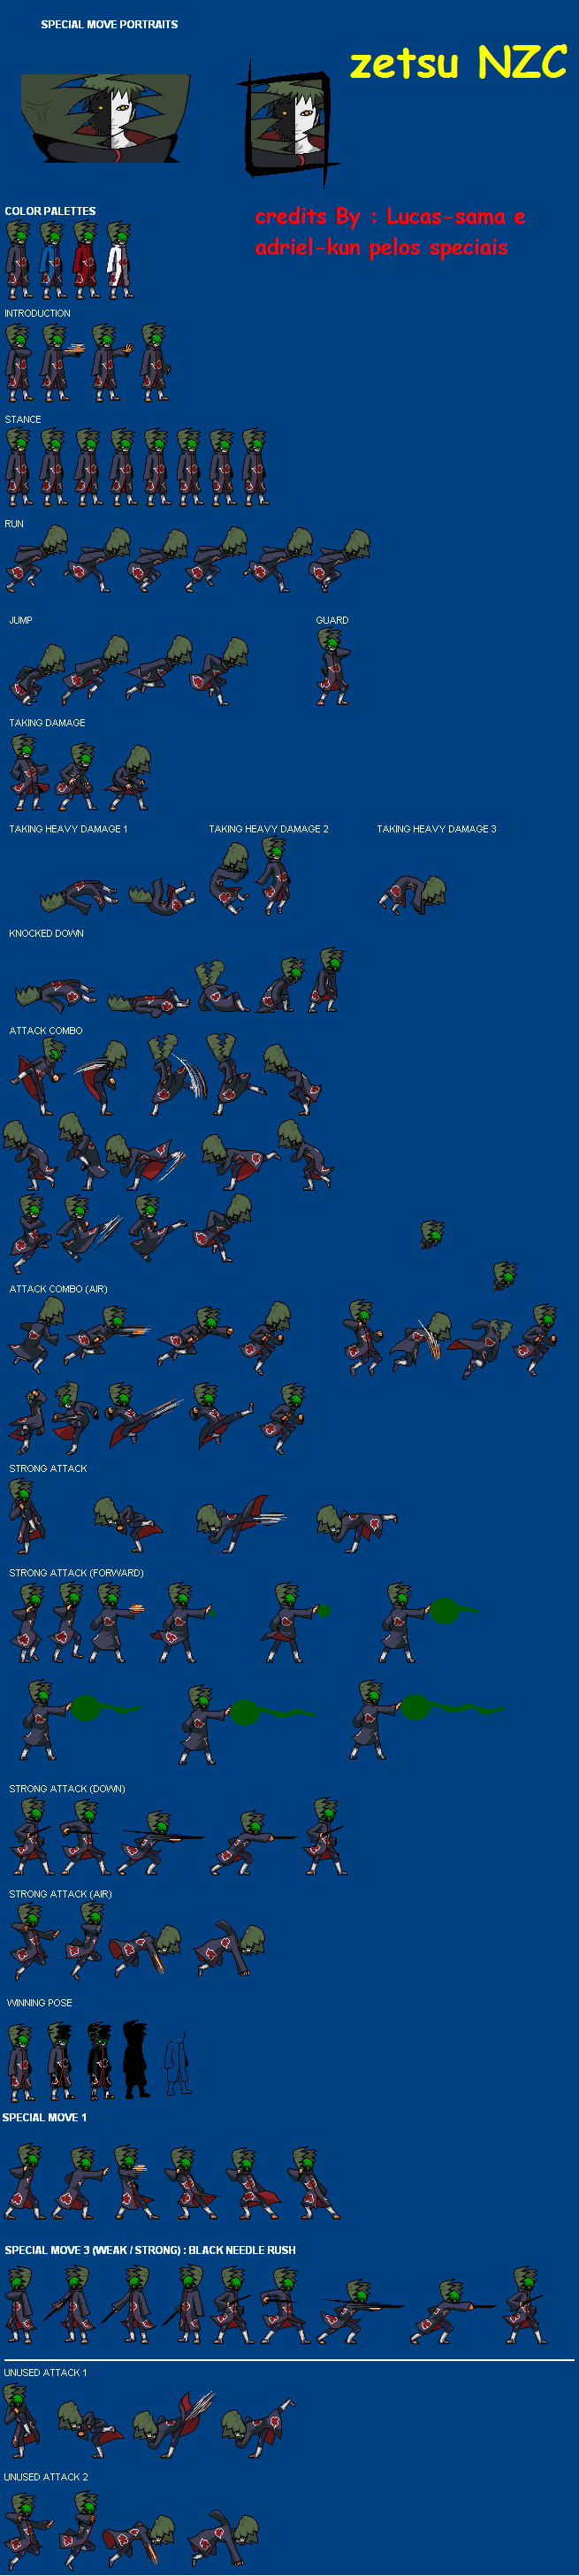 SPECIAL MOVE PORTRAITS
zetsu NZC
COLOR PALETTES
credits By : Lucas-sama e
adriel-kun pelos speciais
INTRODUCTION
STANCE
RUN
JUMP
GUARD
TAKING DAMAGE
TAKING HEAVY DAMAGE 1
TAKING HEAVY DAMAGE 2
TAKING HEAVY DAMAGE 3
KNOCKED DOWN
ATTACK COMBO
ATTACK COMBO (AIR)
STRONG ATTACK
STRONG ATTACK (FORWARD)
STRONG ATTACK (DOWN)
STRONG ATTACK (AIR)
WINNING POSE
SPECIAL MOVE 1
SPECIAL MOVE 3 (WEAK / STRONG) : BLACK NEEDLE RUSH
UNUSED ATTACK 1
UNUSED ATTACK 2